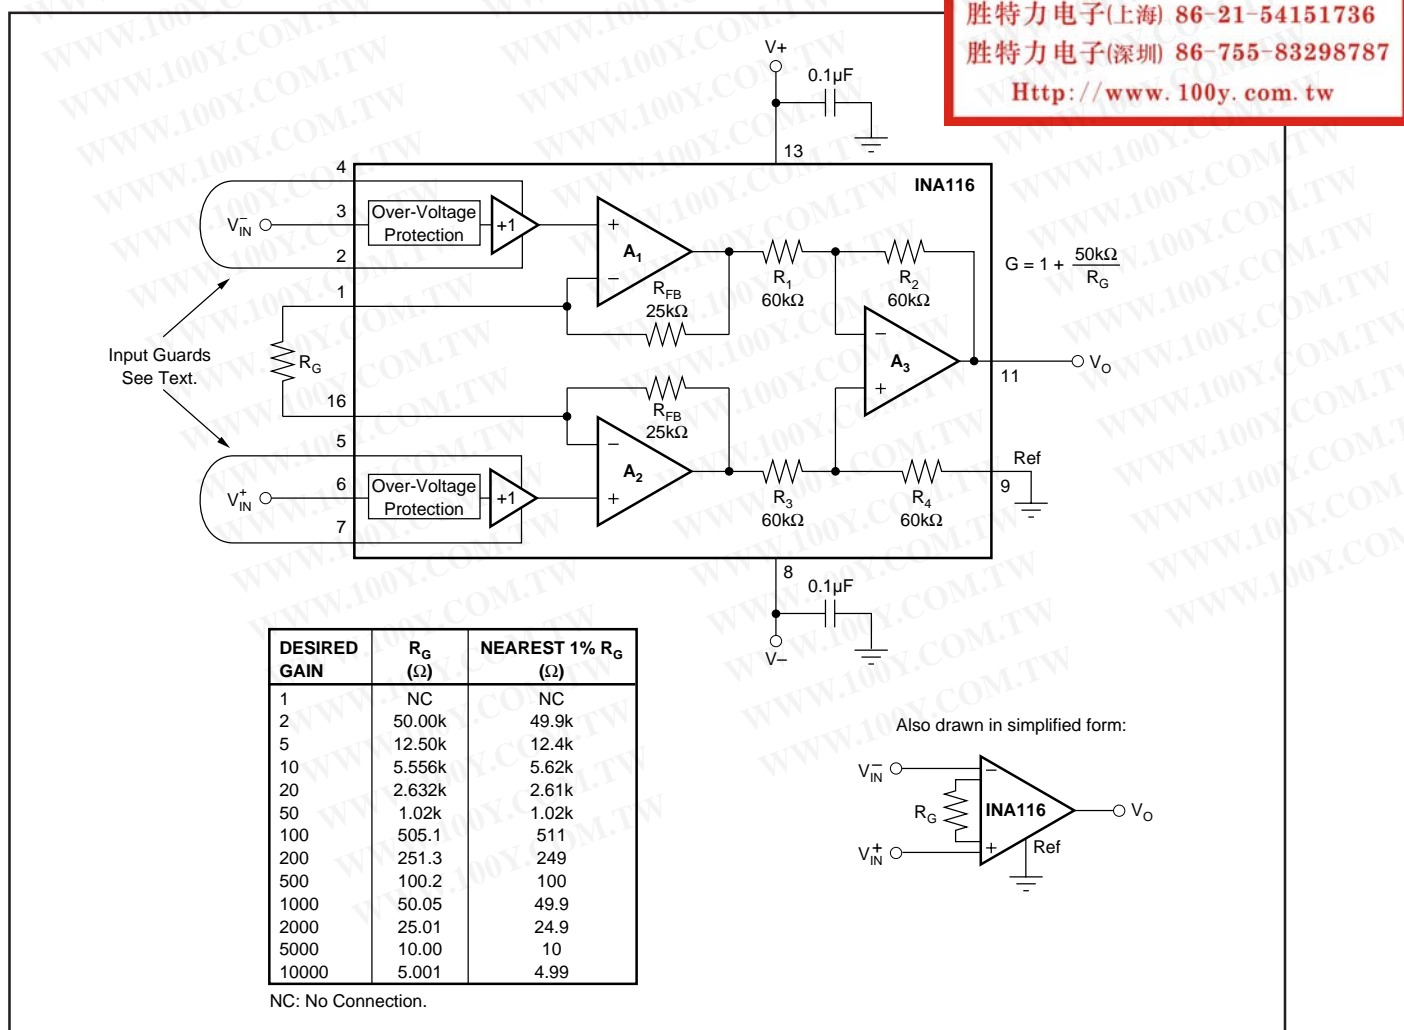 胜特力电子(上海) 86-21-54151736
胜特力电子(深圳) 86-755-83298787
Http://www.100y.com.tw
V+
0.1µF
13
INA116
4
3
2
1
16
5
6
7
V⁻IN
Over-Voltage
Protection
+1
+
A1
−
RFB
25kΩ
R1
60kΩ
R2
60kΩ
G = 1 + 50kΩ
RG
−
A3
+
11
VO
Input Guards
See Text.
RG
RFB
25kΩ
−
A2
+
V⁺IN
Over-Voltage
Protection
+1
R3
60kΩ
R4
60kΩ
Ref
9
8
0.1µF
V−
DESIRED GAIN RG (Ω) NEAREST 1% RG (Ω)
1 NC NC
2 50.00k 49.9k
5 12.50k 12.4k
10 5.556k 5.62k
20 2.632k 2.61k
50 1.02k 1.02k
100 505.1 511
200 251.3 249
500 100.2 100
1000 50.05 49.9
2000 25.01 24.9
5000 10.00 10
10000 5.001 4.99
NC: No Connection.
Also drawn in simplified form:
V⁻IN
−
RG
INA116
VO
V⁺IN
+
Ref
WWW.100Y.COM.TW